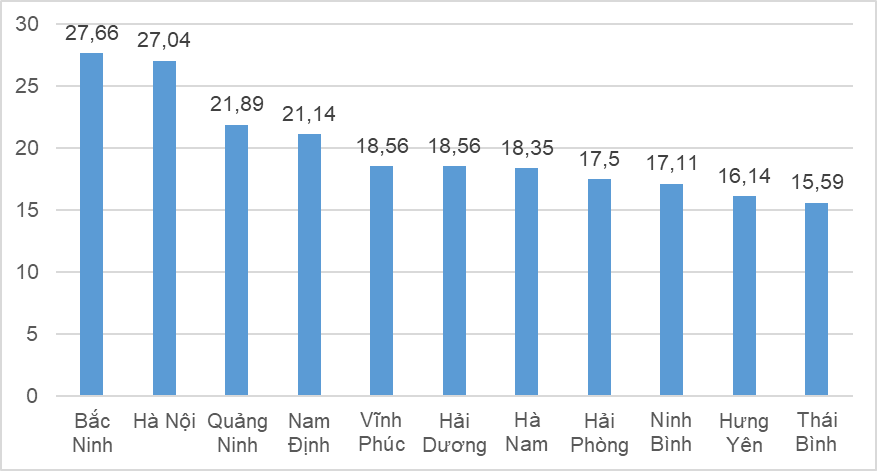 30
25
20
15
10
5
0
27,66
27,04
21,89
21,14
18,56
18,56
18,35
17,5
17,11
16,14
15,59
Bắc
Ninh
Hà Nội
Quảng
Ninh
Nam
Định
Vĩnh
Phúc
Hải
Dương
Hà
Nam
Hải
Phòng
Ninh
Bình
Hưng
Yên
Thái
Bình